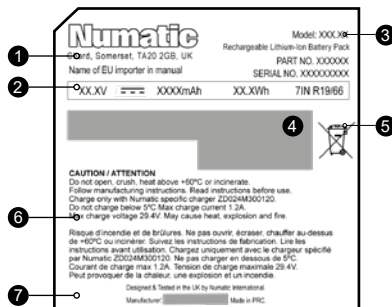 Numatic
Model: XXX.XX
3
1
Chard, Somerset, TA20 2GB, UK
Rechargeable Lithium-Ion Battery Pack
Name of EU importer in manual
PART NO. XXXXXX
SERIAL NO. XXXXXXXXX
2
XX.XV XXXXmAh XX.XWh 7IN R19/66
4
5
CAUTION / ATTENTION
Do not open, crush, heat above +60ºC or incinerate.
Follow manufacturing instructions. Read instructions before use.
Charge only with Numatic specific charger ZD024M300120.
Do not charge below 5ºC Max charge current 1.2A.
6
Max charge voltage 29.4V. May cause heat, explosion and fire.
Risque d'incendie et de brûlures. Ne pas ouvrir, écraser, chauffer au-dessus
de +60ºC ou incinérer. Suivez les instructions de fabrication. Lire les
instructions avant utilisation. Chargez uniquement avec le chargeur spécifié
par Numatic ZD024M300120. Ne pas charger en dessous de 5ºC.
Courant de charge max 1.2A. Tension de charge maximale 29.4V.
Peut provoquer de la chaleur, une explosion et un incendie.
Designed & Tested in the UK by Numatic International.
7
Manufacturer: Made in PRC.